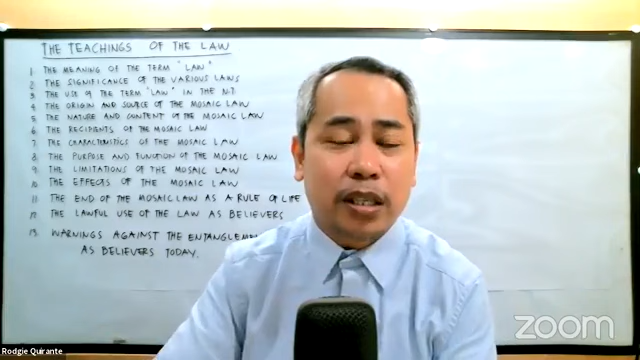 THE TEACHINGS OF THE LAW
1. THE MEANING OF THE TERM "LAW"
2 THE SIGNIFICANCE OF THE VARIOUS LAWS
3 THE USE OF THE TERM "LAW" IN THE N.T.
4 THE ORIGIN AND SOURCE OF THE MOSAIC LAW
5 THE NATURE AND CONTENT OF THE MOSAIC LAW
6 THE RECIPIENTS OF THE MOSAIC LAW
7. THE CHARACTERISTICS OF THE MOSAIC LAW
8 THE PURPOSE AND FUNCTION OF THE MOSAIC LAW
9. THE LIMITATIONS OF THE MOSAIC LAW
10 THE EFFECTS OF THE MOSAIC LAW
11 THE END OF THE MOSAIC LAW AS A RULE OF LIFE
12 THE LAWFUL USE OF THE LAW AS BELIEVERS
13. WARNINGS AGAINST THE
AS BELIEVERS TODAY.
Rodgie Quirante
zoom